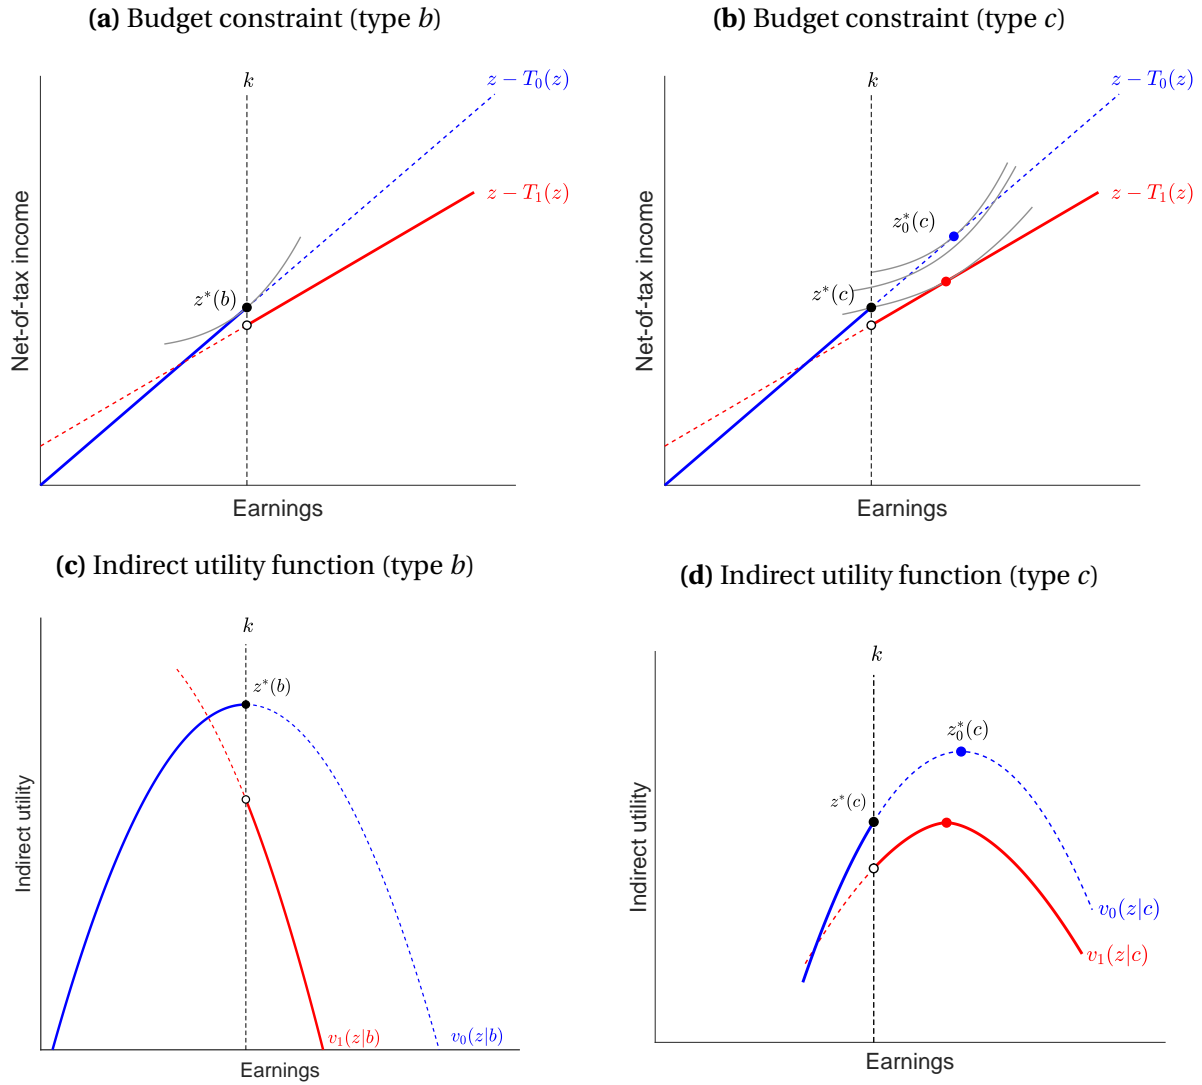 (a) Budget constraint (type b)
k
z − T₀(z)
z − T₁(z)
z*(b)
Net-of-tax income
Earnings
(b) Budget constraint (type c)
k
z − T₀(z)
z₀*(c)
z − T₁(z)
z*(c)
Net-of-tax income
Earnings
(c) Indirect utility function (type b)
k
z*(b)
Indirect utility
v₁(z|b)
v₀(z|b)
Earnings
(d) Indirect utility function (type c)
k
z₀*(c)
z*(c)
Indirect utility
v₀(z|c)
v₁(z|c)
Earnings